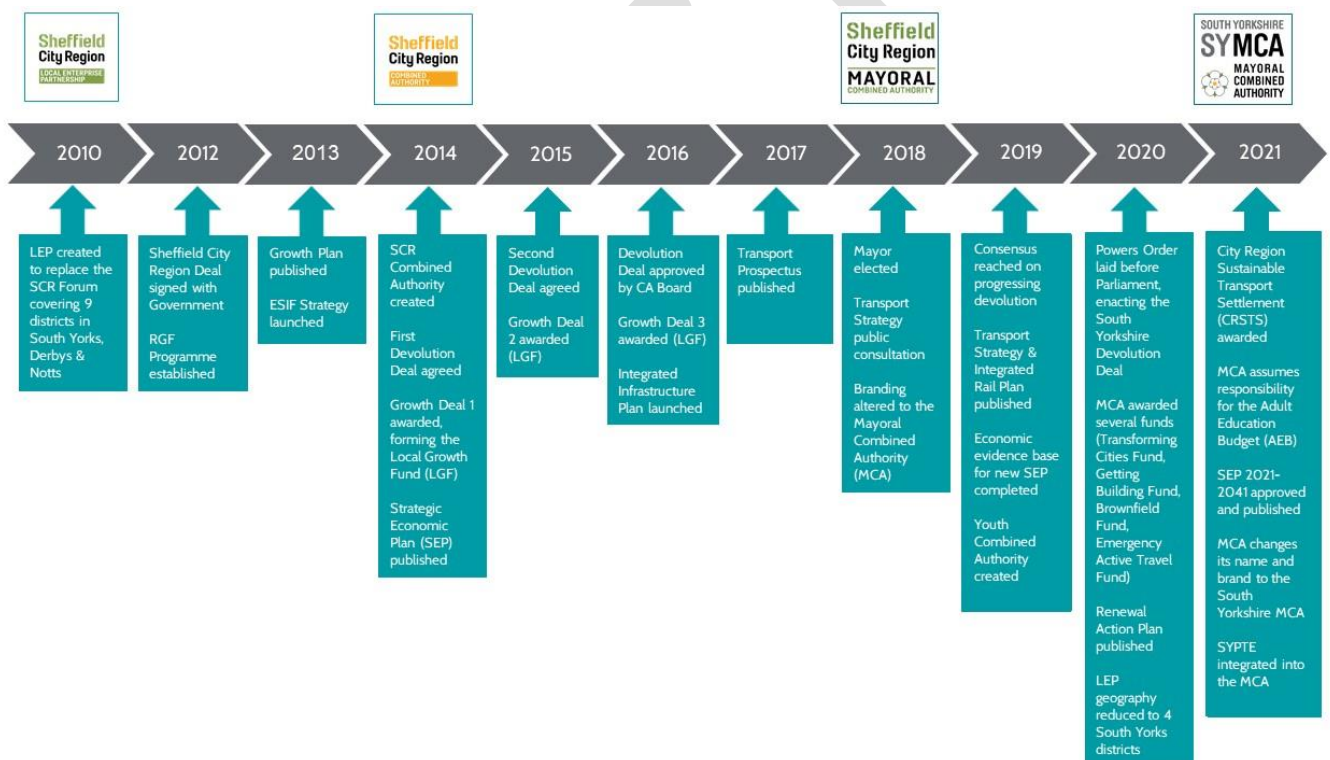 Sheffield
City Region
LOCAL ENTERPRISE
PARTNERSHIP
Sheffield
City Region
COMBINED
AUTHORITY
Sheffield
City Region
MAYORAL
COMBINED AUTHORITY
SOUTH YORKSHIRE
SYMCA
MAYORAL
COMBINED
AUTHORITY
2010
2012
2013
2014
2015
2016
2017
2018
2019
2020
2021
LEP created
to replace the
SCR Forum
covering 9
districts in
South Yorks,
Derbys &
Notts
Sheffield City
Region Deal
signed with
Government
RGF
Programme
established
Growth Plan
published
ESIF Strategy
launched
SCR
Combined
Authority
created
First
Devolution
Deal agreed
Growth Deal 1
awarded,
forming the
Local Growth
Fund (LGF)
Strategic
Economic
Plan (SEP)
published
Second
Devolution
Deal agreed
Growth Deal
2 awarded
(LGF)
Devolution
Deal approved
by CA Board
Growth Deal 3
awarded (LGF)
Integrated
Infrastructure
Plan launched
Transport
Prospectus
published
Mayor
elected
Transport
Strategy
public
consultation
Branding
altered to the
Mayoral
Combined
Authority
(MCA)
Consensus
reached on
progressing
devolution
Transport
Strategy &
Integrated
Rail Plan
published
Economic
evidence base
for new SEP
completed
Youth
Combined
Authority
created
Powers Order
laid before
Parliament,
enacting the
South
Yorkshire
Devolution
Deal
MCA awarded
several funds
(Transforming
Cities Fund,
Getting
Building Fund,
Brownfield
Fund,
Emergency
Active Travel
Fund)
Renewal
Action Plan
published
LEP
geography
reduced to 4
South Yorks
districts
City Region
Sustainable
Transport
Settlement
(CRSTS)
awarded
MCA assumes
responsibility
for the Adult
Education
Budget (AEB)
SEP 2021-
2041 approved
and published
MCA changes
its name and
brand to the
South
Yorkshire MCA
SYPTE
integrated into
the MCA